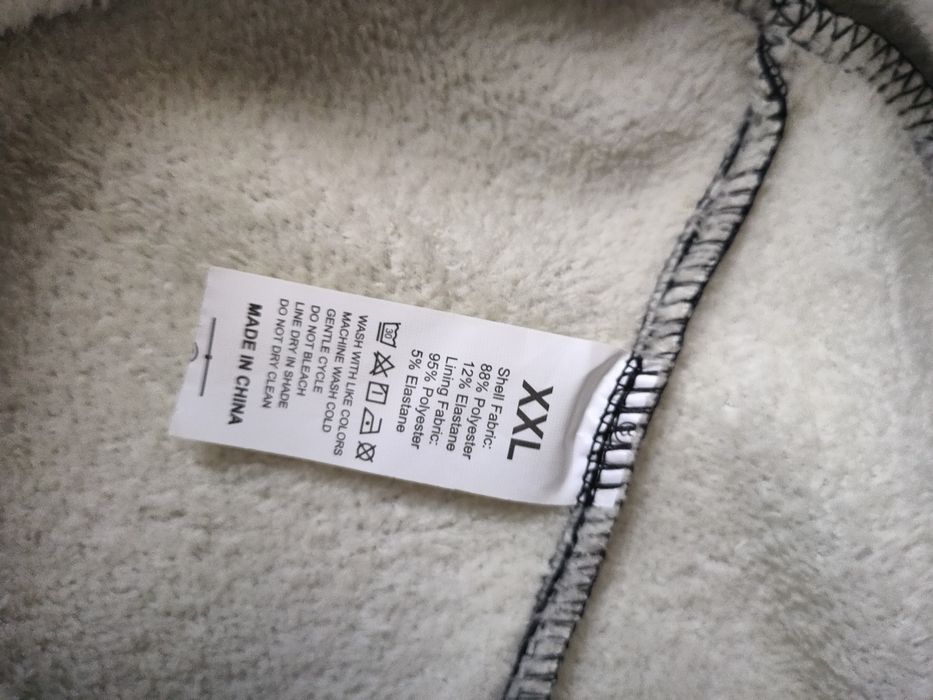 XXL
Shell Fabric:
88% Polyester
12% Elastane
Lining Fabric:
95% Polyester
5% Elastane
30
WASH WITH LIKE COLORS
MACHINE WASH COLD
GENTLE CYCLE
DO NOT BLEACH
LINE DRY IN SHADE
DO NOT DRY CLEAN
MADE IN CHINA